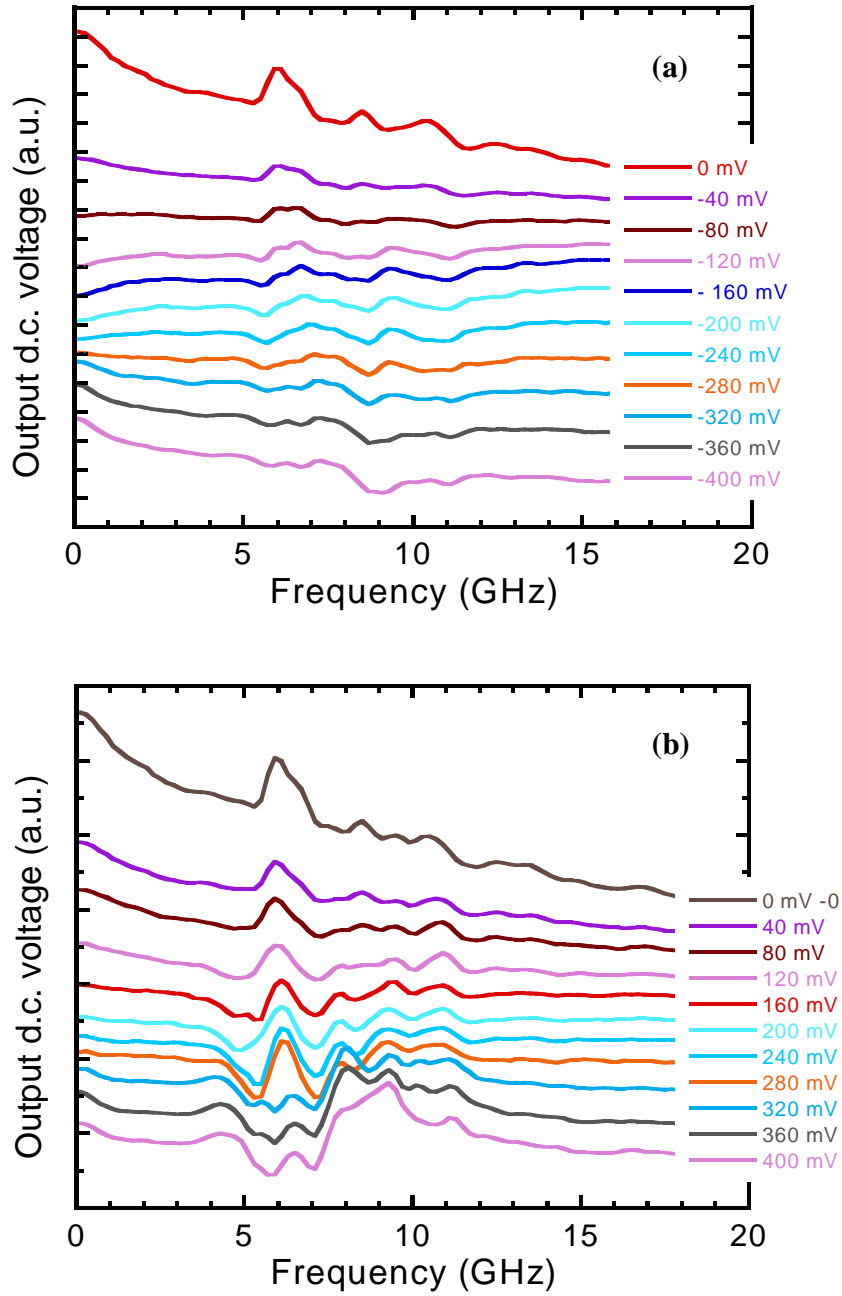 (a)
Output d.c. voltage (a.u.)
0 mV
-40 mV
-80 mV
-120 mV
- 160 mV
-200 mV
-240 mV
-280 mV
-320 mV
-360 mV
-400 mV
0 5 10 15 20
Frequency (GHz)
(b)
Output d.c. voltage (a.u.)
0 mV -0
40 mV
80 mV
120 mV
160 mV
200 mV
240 mV
280 mV
320 mV
360 mV
400 mV
0 5 10 15 20
Frequency (GHz)